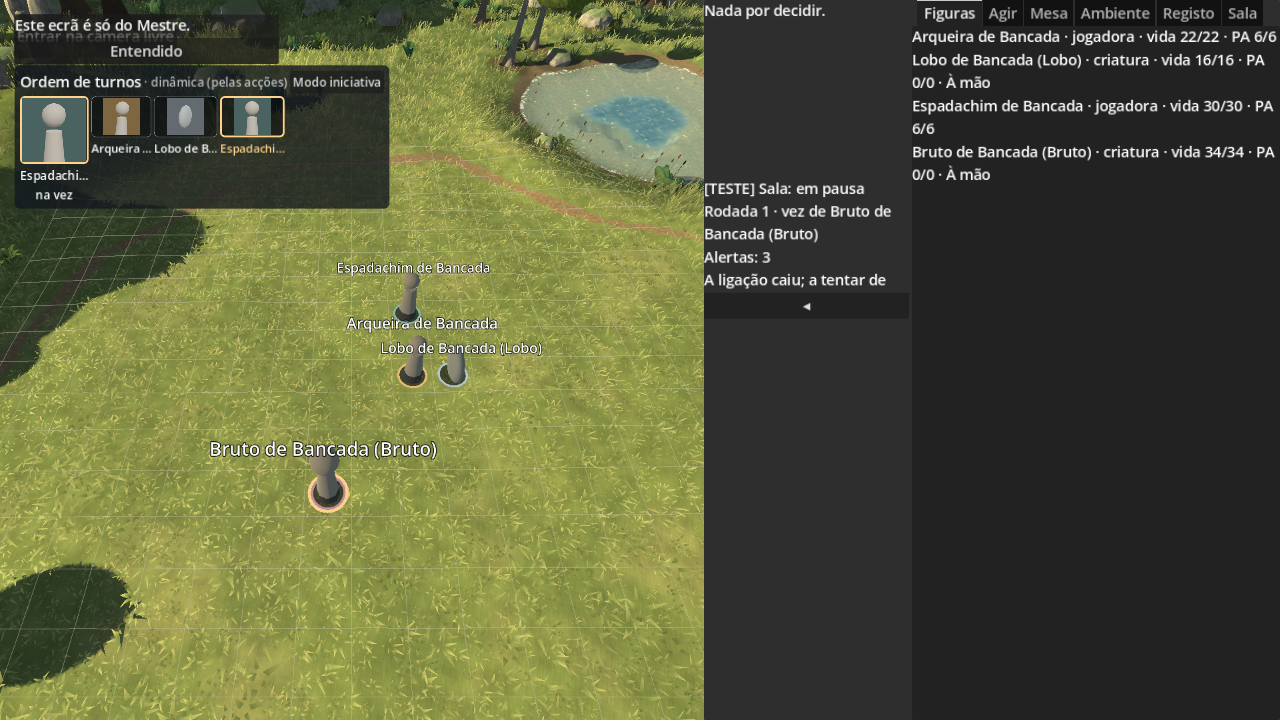 Este ecrã é só do Mestre.
Entrar na câmera livre
Entendido
Ordem de turnos · dinâmica (pelas acções) Modo iniciativa
Arqueira ... Lobo de B... Espadachi...
Espadachi...
na vez
Espadachim de Bancada
Arqueira de Bancada
Lobo de Bancada (Lobo)
Bruto de Bancada (Bruto)
Nada por decidir.
[TESTE] Sala: em pausa
Rodada 1 · vez de Bruto de
Bancada (Bruto)
Alertas: 3
A ligação caiu; a tentar de
Figuras Agir Mesa Ambiente Registo Sala
Arqueira de Bancada · jogadora · vida 22/22 · PA 6/6
Lobo de Bancada (Lobo) · criatura · vida 16/16 · PA
0/0 · À mão
Espadachim de Bancada · jogadora · vida 30/30 · PA
6/6
Bruto de Bancada (Bruto) · criatura · vida 34/34 · PA
0/0 · À mão